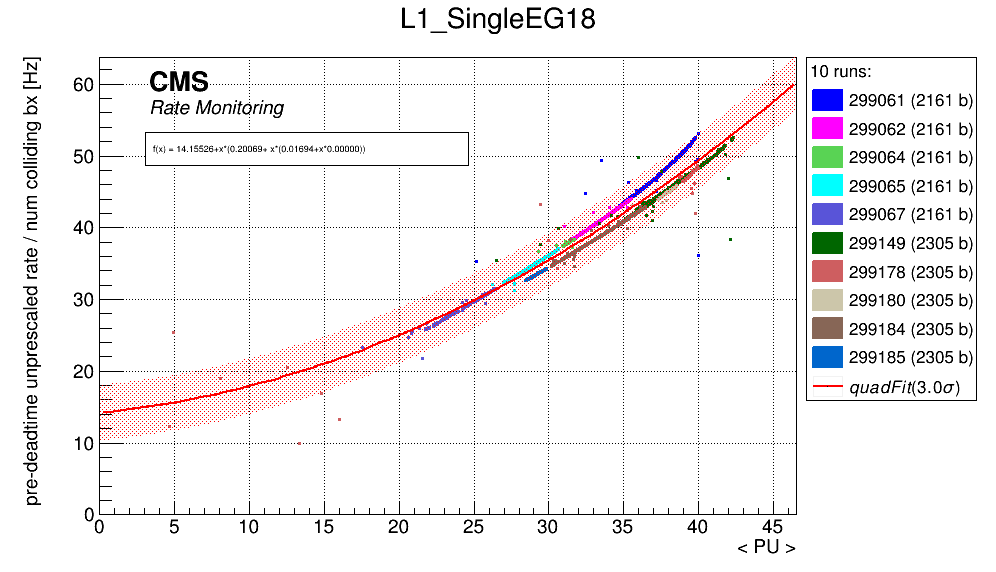 L1_SingleEG18
pre-deadtime unprescaled rate / num colliding bx [Hz]
CMS
Rate Monitoring
f(x) = 14.15526+x*(0.20069+ x*(0.01694+x*0.00000))
60
50
40
30
20
10
0
0 5 10 15 20 25 30 35 40 45
< PU >
10 runs:
299061 (2161 b)
299062 (2161 b)
299064 (2161 b)
299065 (2161 b)
299067 (2161 b)
299149 (2305 b)
299178 (2305 b)
299180 (2305 b)
299184 (2305 b)
299185 (2305 b)
quadFit(3.0σ)